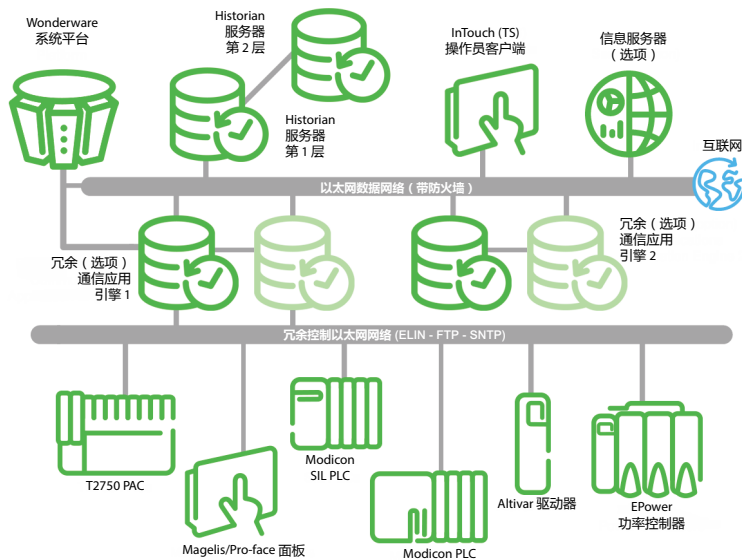 Wonderware
系统平台
Historian
服务器
第 2 层
Historian
服务器
第 1 层
InTouch (TS)
操作员客户端
信息服务器
（选项）
互联网
以太网数据网络（带防火墙）
冗余（选项）
通信应用
引擎 1
冗余（选项）
通信应用
引擎 2
冗余控制以太网网络 (ELIN - FTP - SNTP)
T2750 PAC
Magelis/Pro-face 面板
Modicon
SIL PLC
Modicon PLC
Altivar 驱动器
EPower
功率控制器